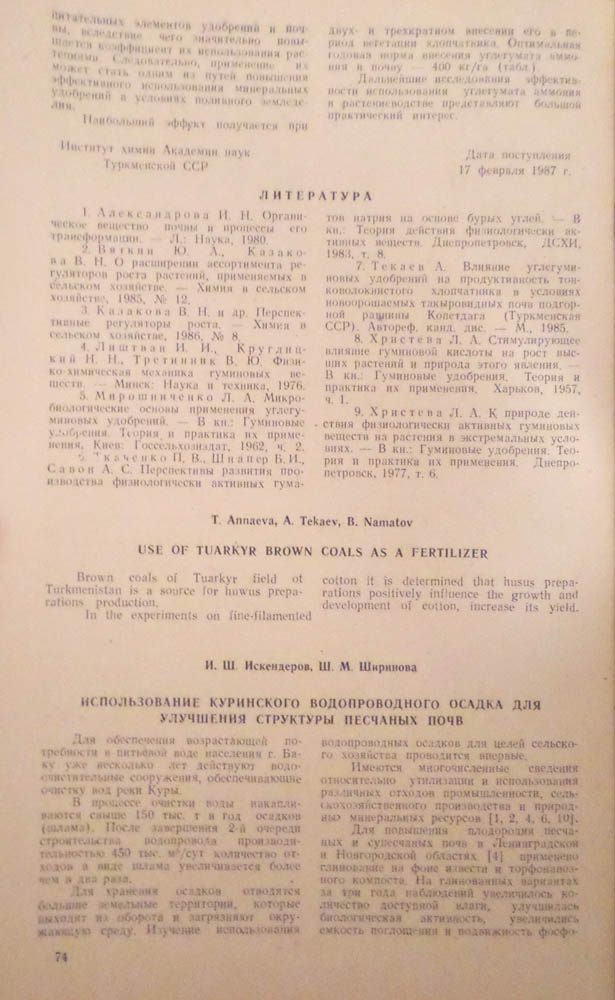 питательных элементов удобрений и поч-
вы, вследствие чего значительно повы-
шается коэффициент их использования рас-
тениями. Следовательно, применение их
может стать одним из путей повышения
эффективного использования минеральных
удобрений в условиях поливного земледе-
лия.
Наибольший эффект получается при
двух- и трехкратном внесении его в пе-
риод вегетации хлопчатника. Оптимальная
годовая норма внесения углегумата аммо-
ния в почву — 400 кг/га (табл.).
Дальнейшие исследования эффектив-
ности использования углегумата аммония
в растениеводстве представляют большой
практический интерес.
Институт химии Академии наук
Туркменской ССР
Дата поступления
17 февраля 1987 г.
ЛИТЕРАТУРА
1. Александрова И. Н. Органи-
ческое вещество почвы и процессы его
трансформации. — Л.: Наука, 1980.
2. Вяткин Ю. А., Казако-
ва В. Н. О расширении ассортимента ре-
гуляторов роста растений, применяемых в
сельском хозяйстве. — Химия в сельском
хозяйстве, 1985, № 12.
3. Казакова В. Н. и др. Перспек-
тивные регуляторы роста. — Химия в
сельском хозяйстве, 1986, № 8.
4. Лиштван И. И., Круглиц-
кий Н. Н., Третинник В. Ю. Физи-
ко-химическая механика гуминовых ве-
ществ. — Минск: Наука и техника, 1976.
5. Мирошниченко Л. А. Микро-
биологические основы применения углегу-
миновых удобрений. — В кн.: Гуминовые
удобрения. Теория и практика их приме-
нения. Киев: Госсельхозиздат, 1962, ч. 2.
6. Ткаченко П. В., Шнапер Б. И.,
Савон А. С. Перспективы развития про-
изводства физиологически активных гума-
тов натрия на основе бурых углей. — В
кн.: Теория действия физиологически ак-
тивных веществ. Днепропетровск, ДСХИ,
1983, т. 8.
7. Текаев А. Влияние углегуми-
новых удобрений на продуктивность тон-
коволокнистого хлопчатника в условиях
новоорошаемых такыровидных почв подгор-
ной равнины Копетдага (Туркменская
ССР). Автореф. канд. дис. — М., 1985.
8. Христева Л. А. Стимулирующее
влияние гуминовой кислоты на рост выс-
ших растений и природа этого явления. —
В кн.: Гуминовые удобрения. Теория и
практика их применения. Харьков, 1957,
ч. 1.
9. Христева Л. А. К природе дей-
ствия физиологически активных гуминовых
веществ на растения в экстремальных усло-
виях. — В кн.: Гуминовые удобрения. Тео-
рия и практика их применения. Днепро-
петровск, 1977, т. 6.
T. Annaeva, A. Tekaev, B. Namatov
USE OF TUARKYR BROWN COALS AS A FERTILIZER
Brown coals of Tuarkyr field ot
Turkmenistan is a source for huwus prepa-
rations production.
In the experiments on fine-filamented
cotton it is determined that husus prepa-
rations positively influence the growth and
development of cotton, increase its yield.
И. Ш. Искендеров, Ш. М. Ширинова
ИСПОЛЬЗОВАНИЕ КУРИНСКОГО ВОДОПРОВОДНОГО ОСАДКА ДЛЯ
УЛУЧШЕНИЯ СТРУКТУРЫ ПЕСЧАНЫХ ПОЧВ
Для обеспечения возрастающей по-
требности в питьевой воде населения г. Ба-
ку уже несколько лет действуют водо-
очистительные сооружения, обеспечивающие
очистку вод реки Куры.
В процессе очистки воды накапли-
ваются свыше 150 тыс. т в год осадков
(шлама). После завершения 2-й очереди
строительства водопровода производи-
тельностью 450 тыс. м³/сут количество от-
ходов в виде шлама увеличивается более
чем в два раза.
Для хранения осадков отводятся
большие земельные территории, которые
выходят из оборота и загрязняют окру-
жающую среду. Изучение использования
водопроводных осадков для целей сельско-
го хозяйства проводится впервые.
Имеются многочисленные сведения
относительно утилизации и использования
различных отходов промышленности, сель-
скохозяйственного производства и природ-
ных минеральных ресурсов [1, 2, 4, 6, 10].
Для повышения плодородия песча-
ных и супесчаных почв в Ленинградской
и Новгородской областях [4] применено
глинование на фоне извести и торфонавоз-
ного компоста. На глинованных вариантах
за три года наблюдений увеличилось ко-
личество доступной влаги, улучшилась
биологическая активность, увеличились
емкость поглощения и подвижность фосфо-
74